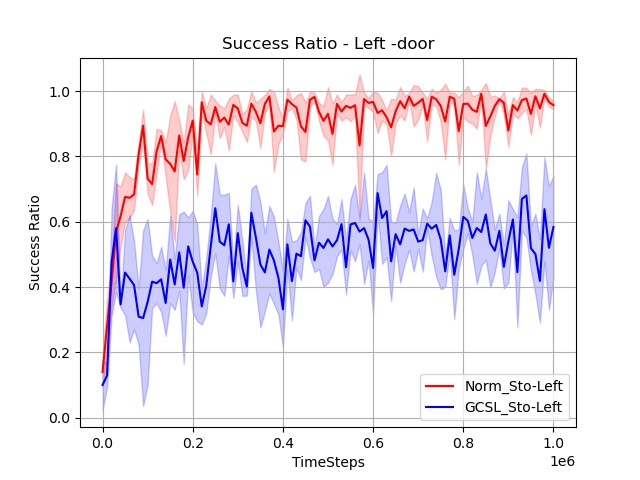 Success Ratio - Left -door
Success Ratio
1.0
0.8
0.6
0.4
0.2
0.0
Norm_Sto-Left
GCSL_Sto-Left
0.0 0.2 0.4 0.6 0.8 1.0
1e6
TimeSteps